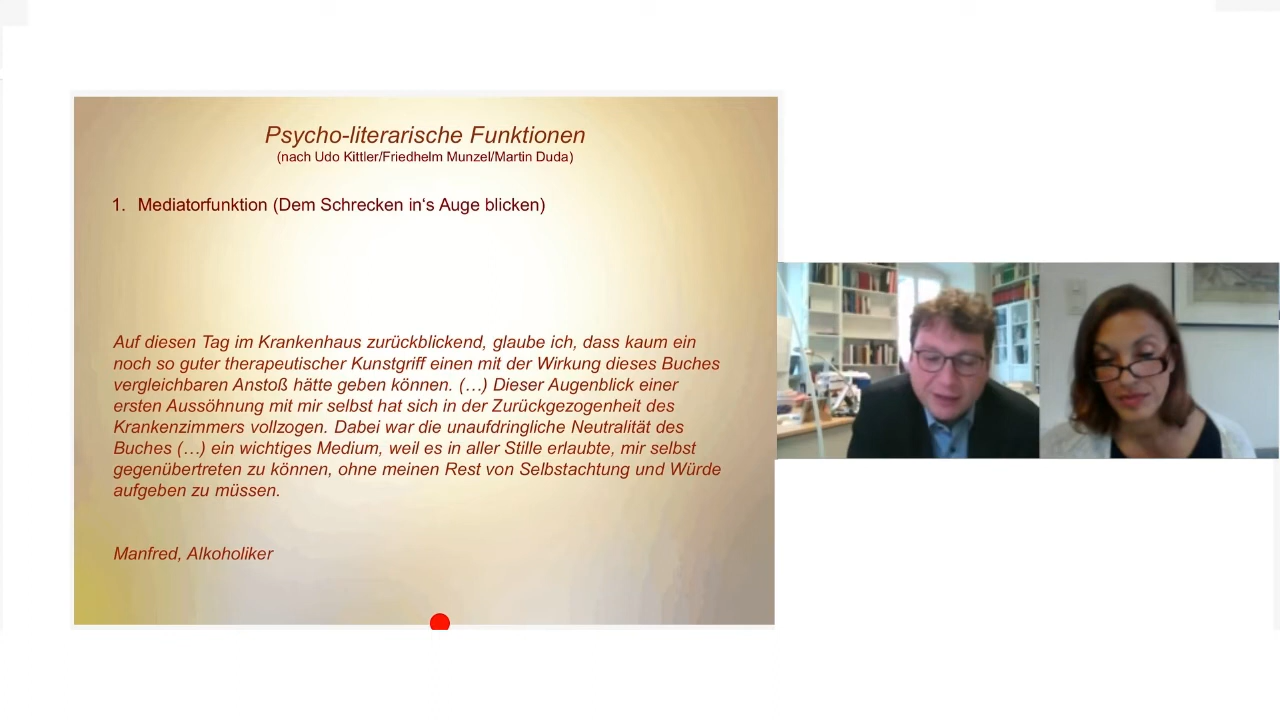 Psycho-literarische Funktionen
(nach Udo Kittler/Friedhelm Munzel/Martin Duda)
1. Mediatorfunktion (Dem Schrecken in‘s Auge blicken)
Auf diesen Tag im Krankenhaus zurückblickend, glaube ich, dass kaum ein
noch so guter therapeutischer Kunstgriff einen mit der Wirkung dieses Buches
vergleichbaren Anstoß hätte geben können. (…) Dieser Augenblick einer
ersten Aussöhnung mit mir selbst hat sich in der Zurückgezogenheit des
Krankenzimmers vollzogen. Dabei war die unaufdringliche Neutralität des
Buches (…) ein wichtiges Medium, weil es in aller Stille erlaubte, mir selbst
gegenübertreten zu können, ohne meinen Rest von Selbstachtung und Würde
aufgeben zu müssen.
Manfred, Alkoholiker